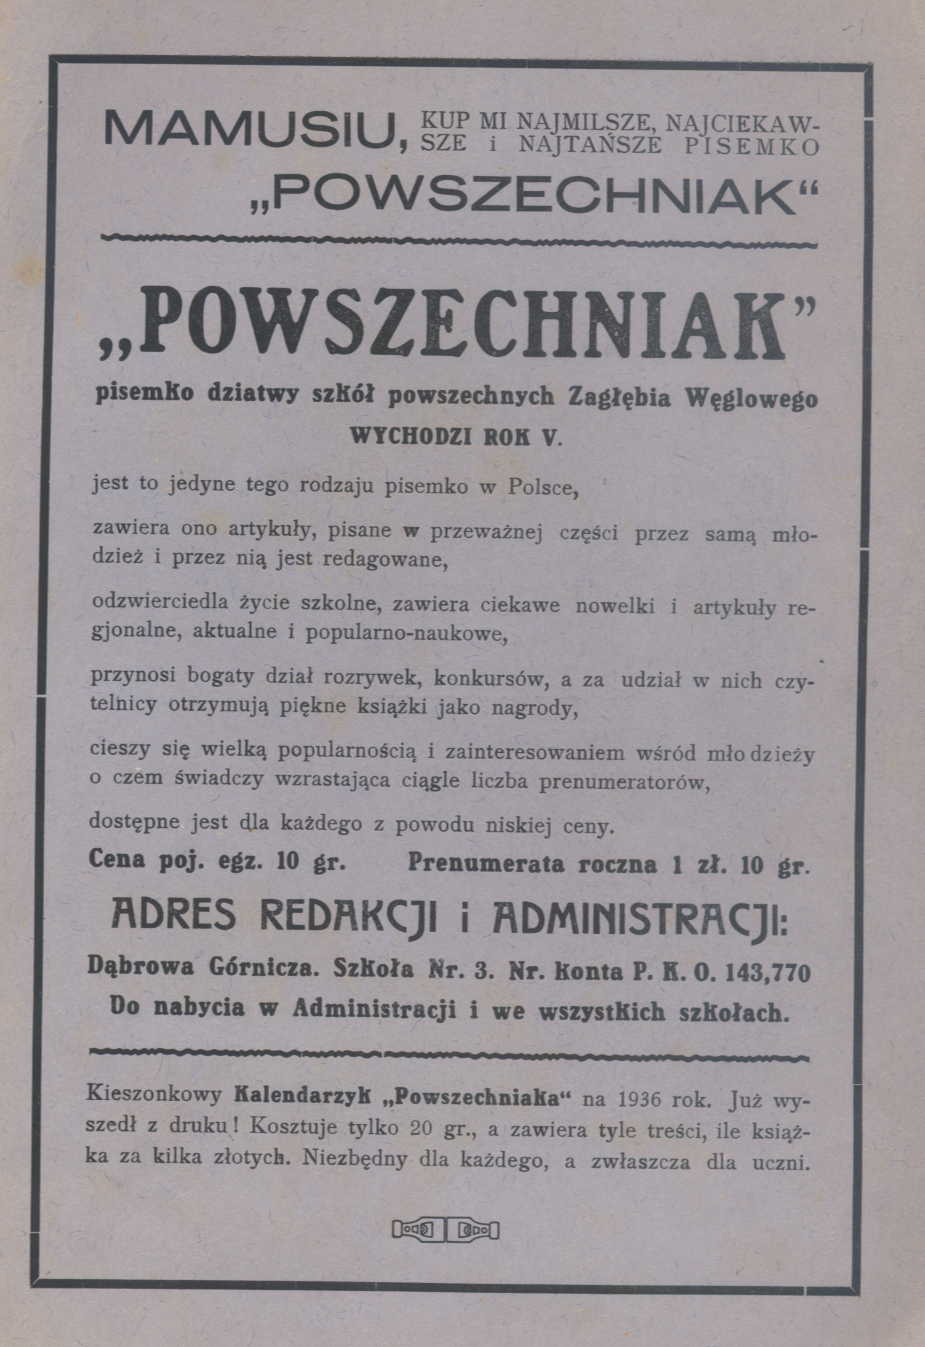 MAMUSIU, KUP MI NAJMILSZE, NAJCIEKAW-
SZE i NAJTAŃSZE PISEMKO
„POWSZECHNIAK“
„POWSZECHNIAK”
pisemko dziatwy szkół powszechnych Zagłębia Węglowego
WYCHODZI ROK V.
jest to jedyne tego rodzaju pisemko w Polsce,
zawiera ono artykuły, pisane w przeważnej części przez samą mło-
dzież i przez nią jest redagowane,
odzwierciedla życie szkolne, zawiera ciekawe nowelki i artykuły re-
gjonalne, aktualne i popularno-naukowe,
przynosi bogaty dział rozrywek, konkursów, a za udział w nich czy-
telnicy otrzymują piękne książki jako nagrody,
cieszy się wielką popularnością i zainteresowaniem wśród mło dzieży
o czem świadczy wzrastająca ciągle liczba prenumeratorów,
dostępne jest dla każdego z powodu niskiej ceny.
Cena poj. egz. 10 gr. Prenumerata roczna 1 zł. 10 gr.
ADRES REDAKCJI i ADMINISTRACJI:
Dąbrowa Górnicza. Szkoła Nr. 3. Nr. konta P. K. O. 143,770
Do nabycia w Administracji i we wszystkich szkołach.
Kieszonkowy Kalendarzyk „Powszechniaka“ na 1936 rok. Już wy-
szedł z druku! Kosztuje tylko 20 gr., a zawiera tyle treści, ile książ-
ka za kilka złotych. Niezbędny dla każdego, a zwłaszcza dla uczni.